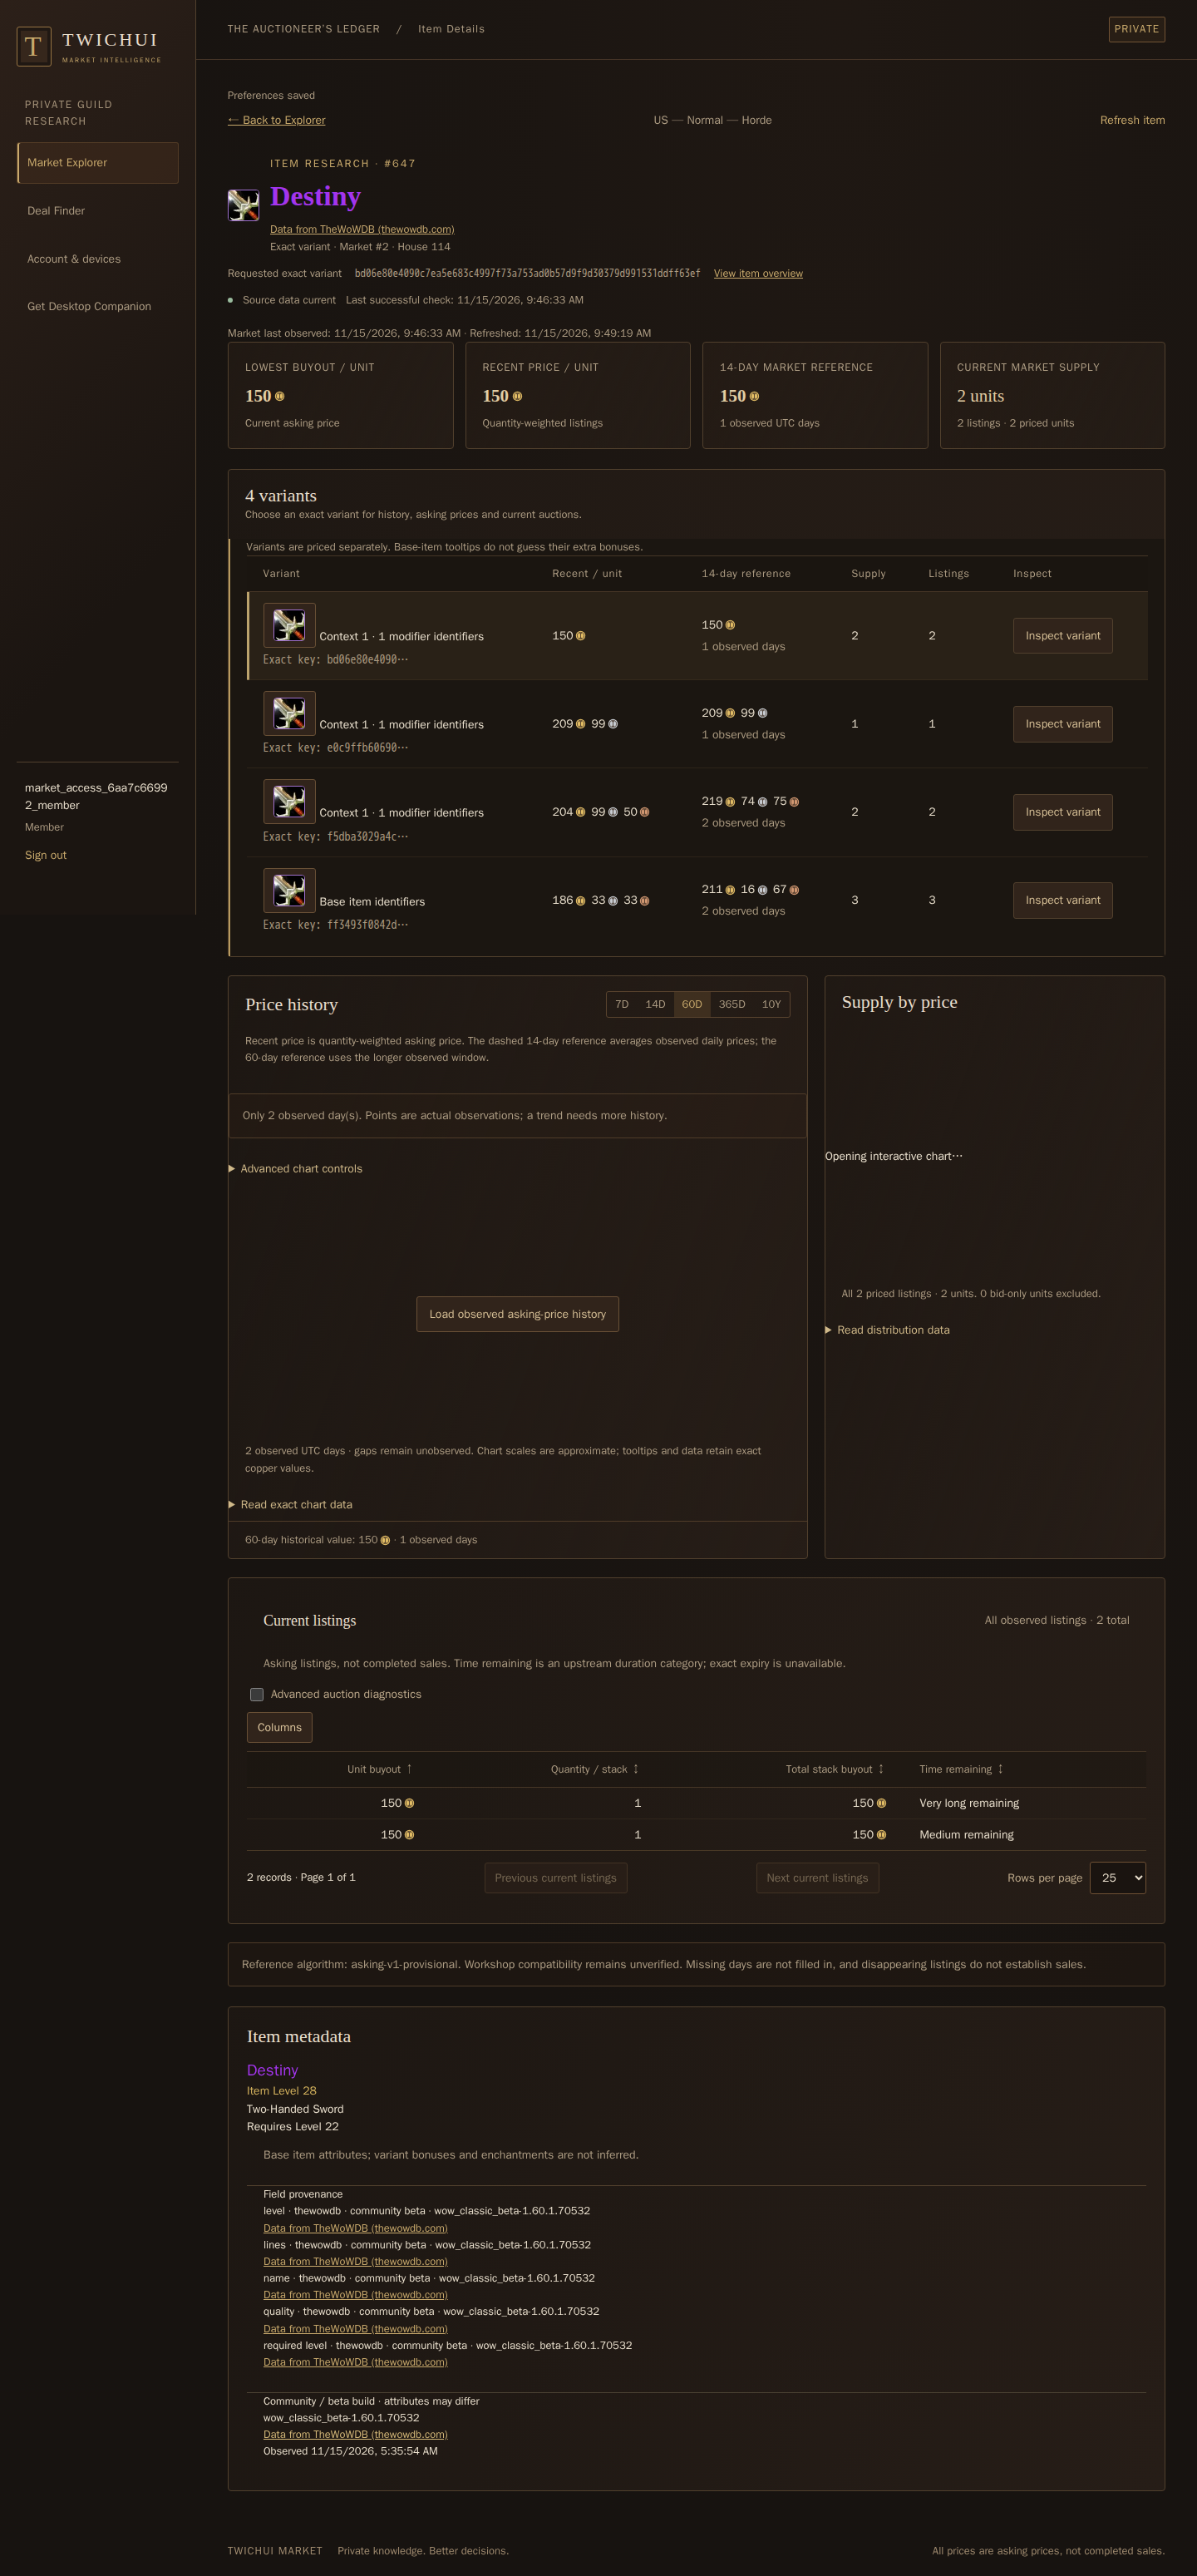 T
TWICHUI
MARKET INTELLIGENCE
PRIVATE GUILD
RESEARCH
Market Explorer
Deal Finder
Account & devices
Get Desktop Companion
market_access_6aa7c6699
2_member
Member
Sign out
THE AUCTIONEER'S LEDGER / Item Details
PRIVATE
Preferences saved
← Back to Explorer
US — Normal — Horde
Refresh item
ITEM RESEARCH · #647
Destiny
Data from TheWoWDB (thewowdb.com)
Exact variant · Market #2 · House 114
Requested exact variant bd06e80e4090c7ea5e683c4997f73a753ad0b57d9f9d30379d991531ddff63ef View item overview
Source data current Last successful check: 11/15/2026, 9:46:33 AM
Market last observed: 11/15/2026, 9:46:33 AM · Refreshed: 11/15/2026, 9:49:19 AM
LOWEST BUYOUT / UNIT
150
Current asking price
RECENT PRICE / UNIT
150
Quantity-weighted listings
14-DAY MARKET REFERENCE
150
1 observed UTC days
CURRENT MARKET SUPPLY
2 units
2 listings · 2 priced units
4 variants
Choose an exact variant for history, asking prices and current auctions.
Variants are priced separately. Base-item tooltips do not guess their extra bonuses.
Variant Recent / unit 14-day reference Supply Listings Inspect
Context 1 · 1 modifier identifiers
Exact key: bd06e80e4090…
150
150
1 observed days
2
2
Inspect variant
Context 1 · 1 modifier identifiers
Exact key: e0c9ffb60690…
209 99
209 99
1 observed days
1
1
Inspect variant
Context 1 · 1 modifier identifiers
Exact key: f5dba3029a4c…
204 99 50
219 74 75
2 observed days
2
2
Inspect variant
Base item identifiers
Exact key: ff3493f0842d…
186 33 33
211 16 67
2 observed days
3
3
Inspect variant
Price history
7D 14D 60D 365D 10Y
Recent price is quantity-weighted asking price. The dashed 14-day reference averages observed daily prices; the
60-day reference uses the longer observed window.
Only 2 observed day(s). Points are actual observations; a trend needs more history.
Advanced chart controls
Load observed asking-price history
2 observed UTC days · gaps remain unobserved. Chart scales are approximate; tooltips and data retain exact
copper values.
Read exact chart data
60-day historical value: 150 · 1 observed days
Supply by price
Opening interactive chart…
All 2 priced listings · 2 units. 0 bid-only units excluded.
Read distribution data
Current listings
All observed listings · 2 total
Asking listings, not completed sales. Time remaining is an upstream duration category; exact expiry is unavailable.
Advanced auction diagnostics
Columns
Unit buyout ↑ Quantity / stack ↕ Total stack buyout ↕ Time remaining ↕
150 1 150 Very long remaining
150 1 150 Medium remaining
2 records · Page 1 of 1
Previous current listings
Next current listings
Rows per page 25
Reference algorithm: asking-v1-provisional. Workshop compatibility remains unverified. Missing days are not filled in, and disappearing listings do not establish sales.
Item metadata
Destiny
Item Level 28
Two-Handed Sword
Requires Level 22
Base item attributes; variant bonuses and enchantments are not inferred.
Field provenance
level · thewowdb · community beta · wow_classic_beta-1.60.1.70532
Data from TheWoWDB (thewowdb.com)
lines · thewowdb · community beta · wow_classic_beta-1.60.1.70532
Data from TheWoWDB (thewowdb.com)
name · thewowdb · community beta · wow_classic_beta-1.60.1.70532
Data from TheWoWDB (thewowdb.com)
quality · thewowdb · community beta · wow_classic_beta-1.60.1.70532
Data from TheWoWDB (thewowdb.com)
required level · thewowdb · community beta · wow_classic_beta-1.60.1.70532
Data from TheWoWDB (thewowdb.com)
Community / beta build · attributes may differ
wow_classic_beta-1.60.1.70532
Data from TheWoWDB (thewowdb.com)
Observed 11/15/2026, 5:35:54 AM
TWICHUI MARKET Private knowledge. Better decisions.
All prices are asking prices, not completed sales.